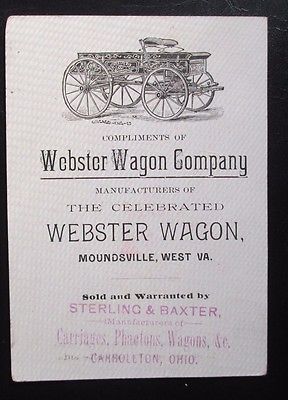 COMPLIMENTS OF
Webster Wagon Company
MANUFACTURERS OF
THE CELEBRATED
WEBSTER WAGON,
MOUNDSVILLE, WEST VA.
Sold and Warranted by
STERLING & BAXTER,
Manufacturers of
Carriages, Phaetons, Wagons, &c.
CARROLLTON, OHIO.